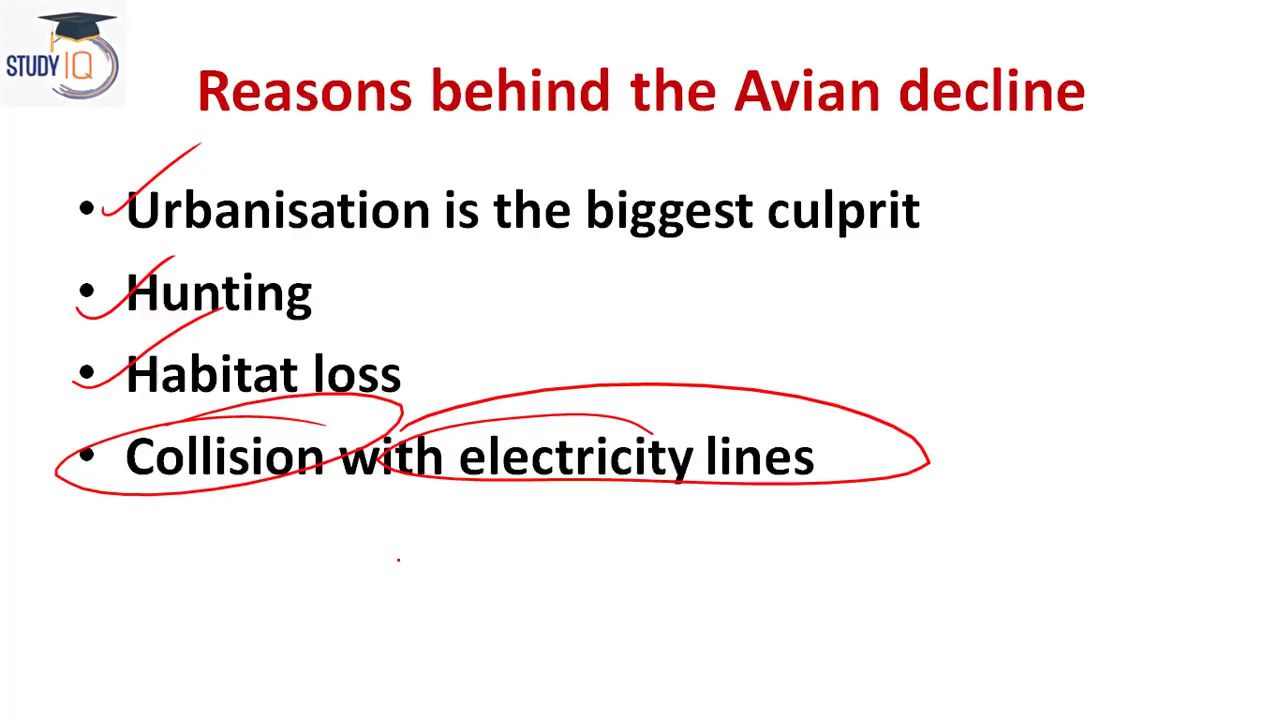 STUDY IQ
Reasons behind the Avian decline
• Urbanisation is the biggest culprit
• Hunting
• Habitat loss
• Collision with electricity lines